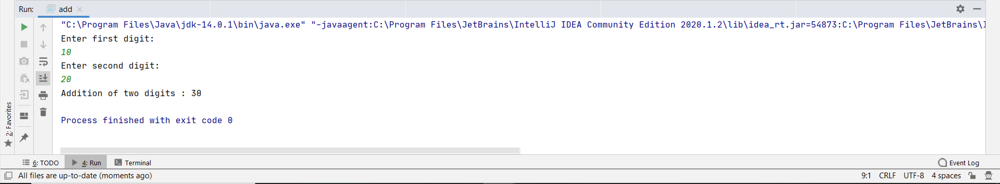 Run: add
"C:\Program Files\Java\jdk-14.0.1\bin\java.exe" "-javaagent:C:\Program Files\JetBrains\IntelliJ IDEA Community Edition 2020.1.2\lib\idea_rt.jar=54873:C:\Program Files\JetBrains\
Enter first digit:
10
Enter second digit:
20
Addition of two digits : 30
Process finished with exit code 0
2: Favorites
6: TODO 4: Run Terminal Event Log
All files are up-to-date (moments ago) 9:1 CRLF UTF-8 4 spaces